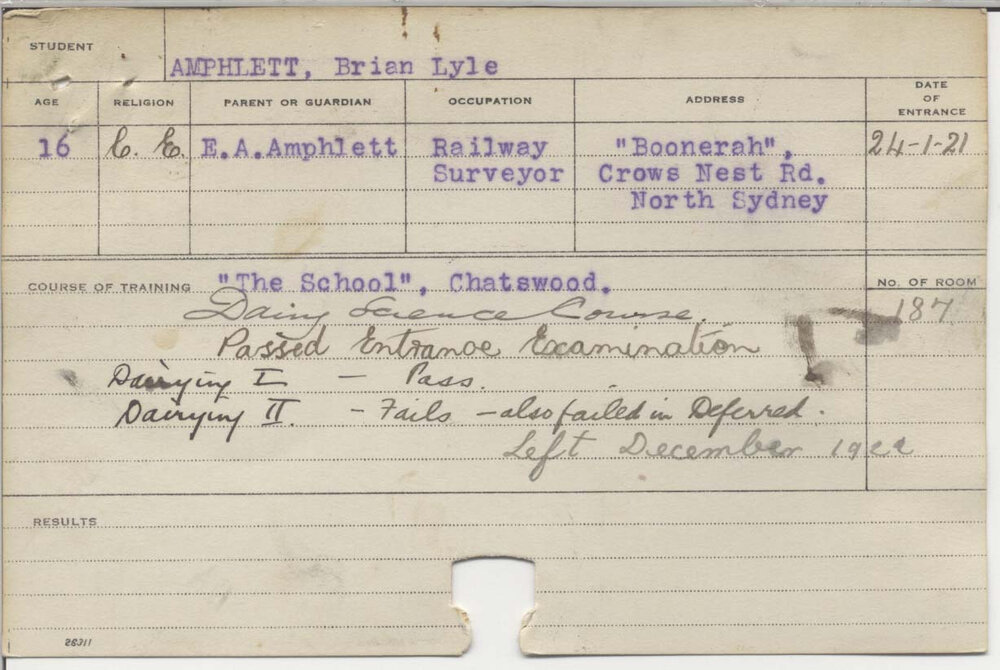 STUDENT
AMPHLETT, Brian Lyle
AGE RELIGION PARENT OR GUARDIAN OCCUPATION ADDRESS DATE OF ENTRANCE
16 C. E. E.A.Amphlett Railway "Boonerah", 24-1-21
Surveyor Crows Nest Rd.
North Sydney
COURSE OF TRAINING "The School", Chatswood. NO. OF ROOM
Dairy Science Course. 187
Passed Entrance Examination
Dairying I - Pass.
Dairying II. - Fails - also failed in Deferred.
Left December 1922
RESULTS
26311